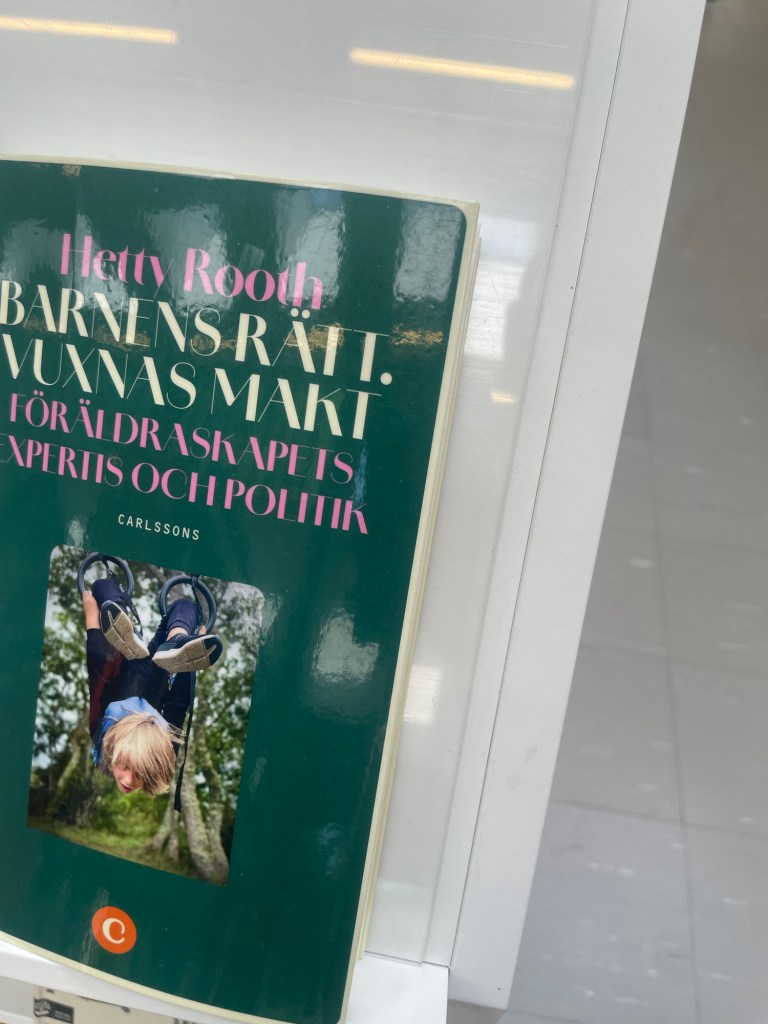 Hetty Rooth
BARNENS RÄTT.
VUXNAS MAKT
FÖRÄLDRASKAPETS
EXPERTIS OCH POLITIK
CARLSSONS
C